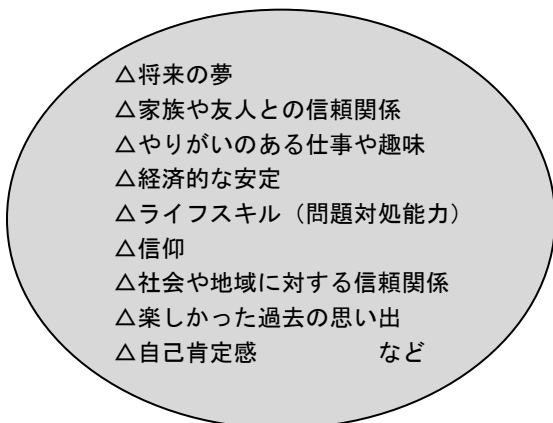 △将来の夢
△家族や友人との信頼関係
△やりがいのある仕事や趣味
△経済的な安定
△ライフスキル（問題対処能力）
△信仰
△社会や地域に対する信頼関係
△楽しかった過去の思い出
△自己肯定感　　　　　など